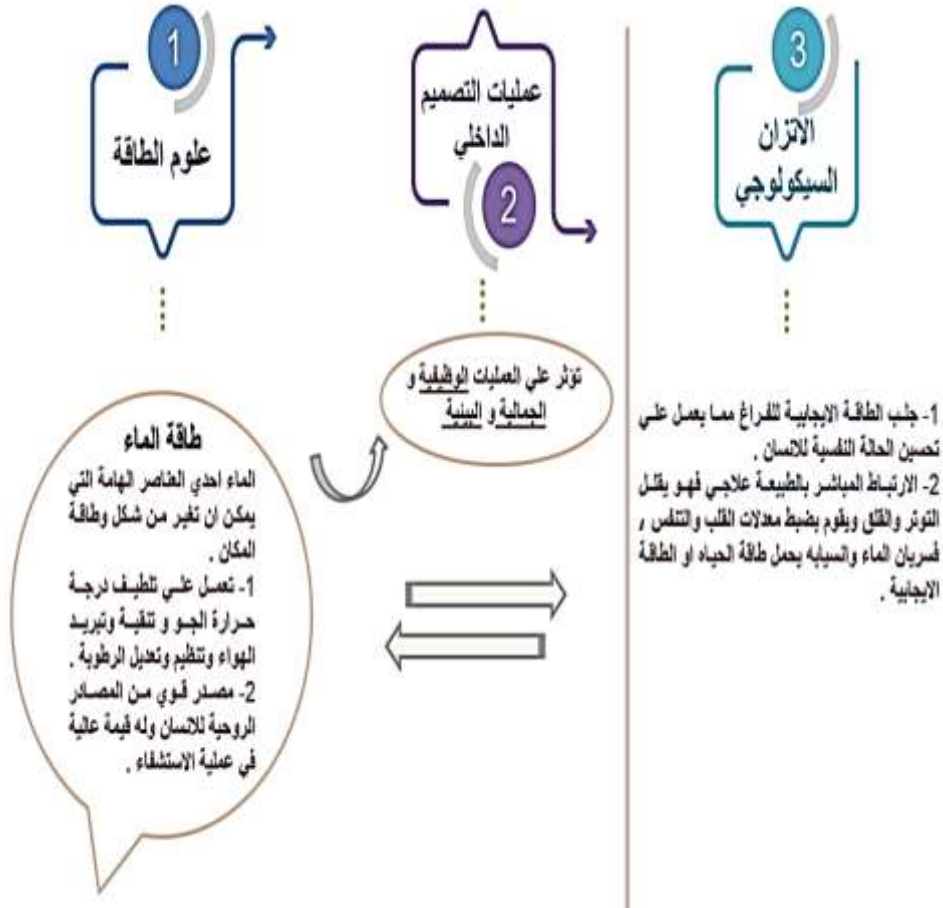 1
علوم الطاقة
عمليات التصميم
الداخلي
2
3
الاتزان
السيكولوجي
طاقة الماء
الماء احدي العناصر الهامة التي
يمكن ان تغير من شكل وطاقة
المكان .
1- تعمل علي تلطيف درجة
حرارة الجو و تنقية وتبريد
الهواء وتنظيم وتعديل الرطوبة .
2- مصدر قوي من المصادر
الروحية للانسان وله قيمة عالية
في عملية الاستشفاء .
تؤثر علي العمليات الوظيفية و
الجمالية و البيئية
1- جلب الطاقة الايجابية للفراغ مما يعمل علي
تحسين الحالة النفسية للانسان .
2- الارتباط المباشر بالطبيعة علاجي فهو يقلل
التوتر والقلق ويقوم بضبط معدلات القلب والتنفس ,
فسريان الماء وانسيابه يحمل طاقة الحياه او الطاقة
الايجابية .